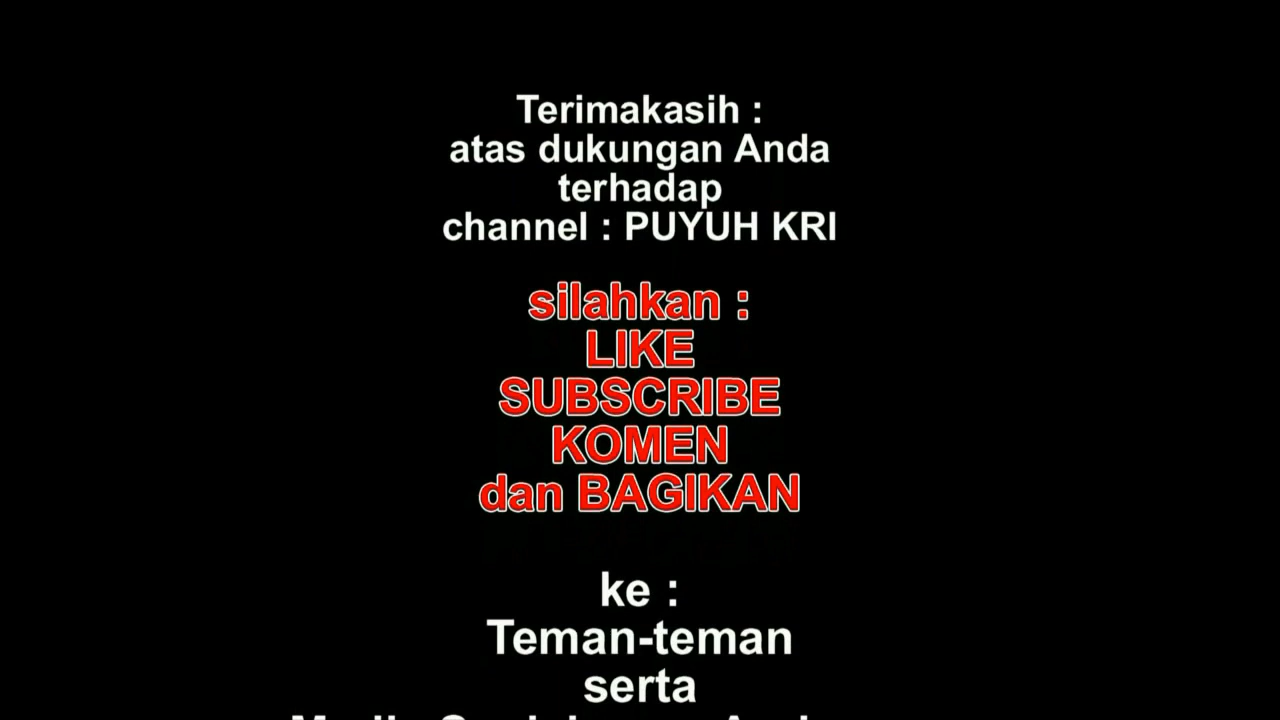 Terimakasih :
atas dukungan Anda
terhadap
channel : PUYUH KRI
silahkan :
LIKE
SUBSCRIBE
KOMEN
dan BAGIKAN
ke :
Teman-teman
serta